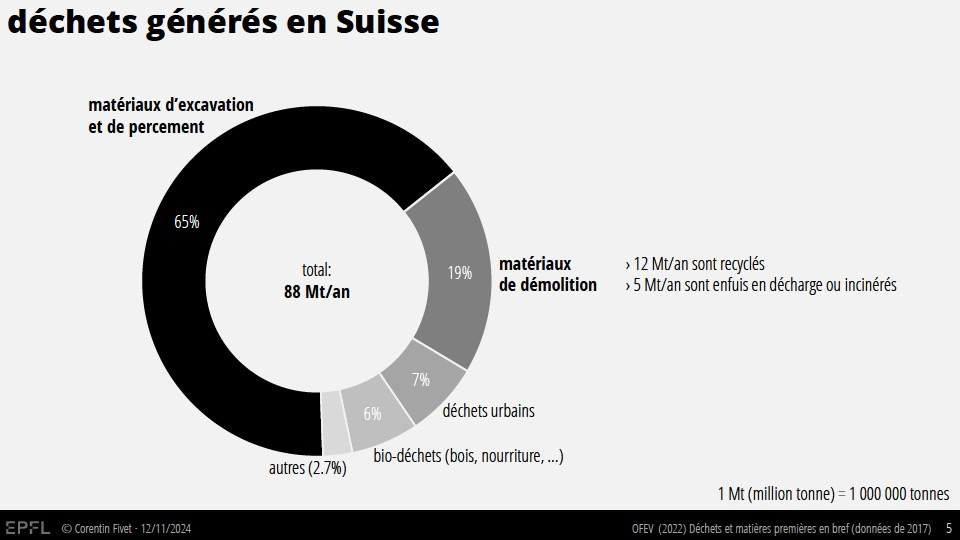 déchets générés en Suisse
matériaux d’excavation
et de percement
65%
total:
88 Mt/an
19%
matériaux
de démolition
› 12 Mt/an sont recyclés
› 5 Mt/an sont enfuis en décharge ou incinérés
7%
déchets urbains
6%
bio-déchets (bois, nourriture, ...)
autres (2.7%)
1 Mt (million tonne) = 1 000 000 tonnes
EPFL © Corentin Fivet - 12/11/2024
OFEV (2022) Déchets et matières premières en bref (données de 2017) 5